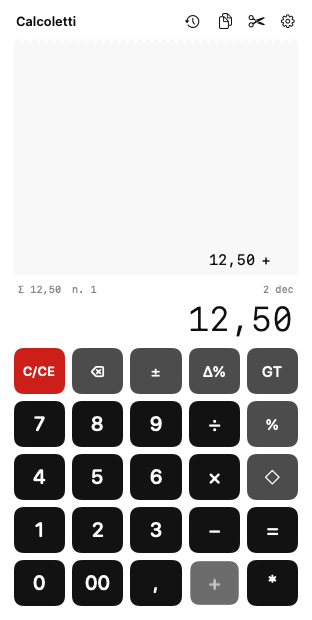 Calcoletti
12,50 +
Σ 12,50 n. 1 2 dec
12,50
C/CE ⌫ ± Δ% GT
7 8 9 ÷ %
4 5 6 × ◇
1 2 3 − =
0 00 , + *